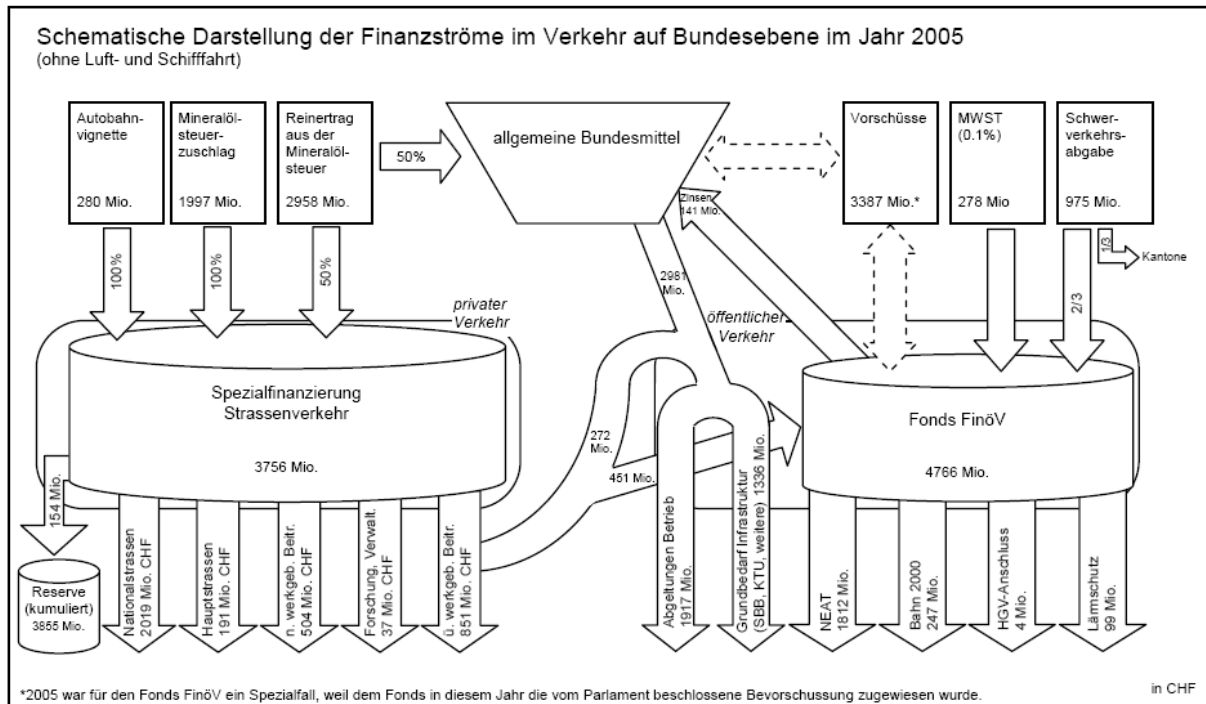 Schematische Darstellung der Finanzströme im Verkehr auf Bundesebene im Jahr 2005
(ohne Luft- und Schifffahrt)
Autobahn-
vignette
280 Mio.
Mineralöl-
steuer-
zuschlag
1997 Mio.
Reinertrag
aus der
Mineralöl-
steuer
2958 Mio.
50%
allgemeine Bundesmittel
Vorschüsse
3387 Mio.*
MWST
(0.1%)
278 Mio
Schwer-
verkehrs-
abgabe
975 Mio.
Zinsen
141 Mio.
100%
100%
50%
2981
Mio.
1/3
Kantone
2/3
privater
Verkehr
öffentlicher
Verkehr
Spezialfinanzierung
Strassenverkehr
3756 Mio.
Fonds FinöV
4766 Mio.
272
Mio.
451 Mio.
154 Mio.
Reserve
(kumuliert)
3855 Mio.
Nationalstrassen
2019 Mio. CHF
Hauptstrassen
191 Mio. CHF
n. werkgeb. Beitr.
504 Mio. CHF
Forschung, Verwalt.
37 Mio. CHF
ü. werkgeb. Beitr.
851 Mio. CHF
Abgeltungen Betrieb
1917 Mio.
Grundbedarf Infrastruktur
(SBB, KTU, weitere) 1336 Mio.
NEAT
1812 Mio.
Bahn 2000
247 Mio.
HGV-Anschluss
4 Mio.
Lärmschutz
99 Mio.
*2005 war für den Fonds FinöV ein Spezialfall, weil dem Fonds in diesem Jahr die vom Parlament beschlossene Bevorschussung zugewiesen wurde.
in CHF